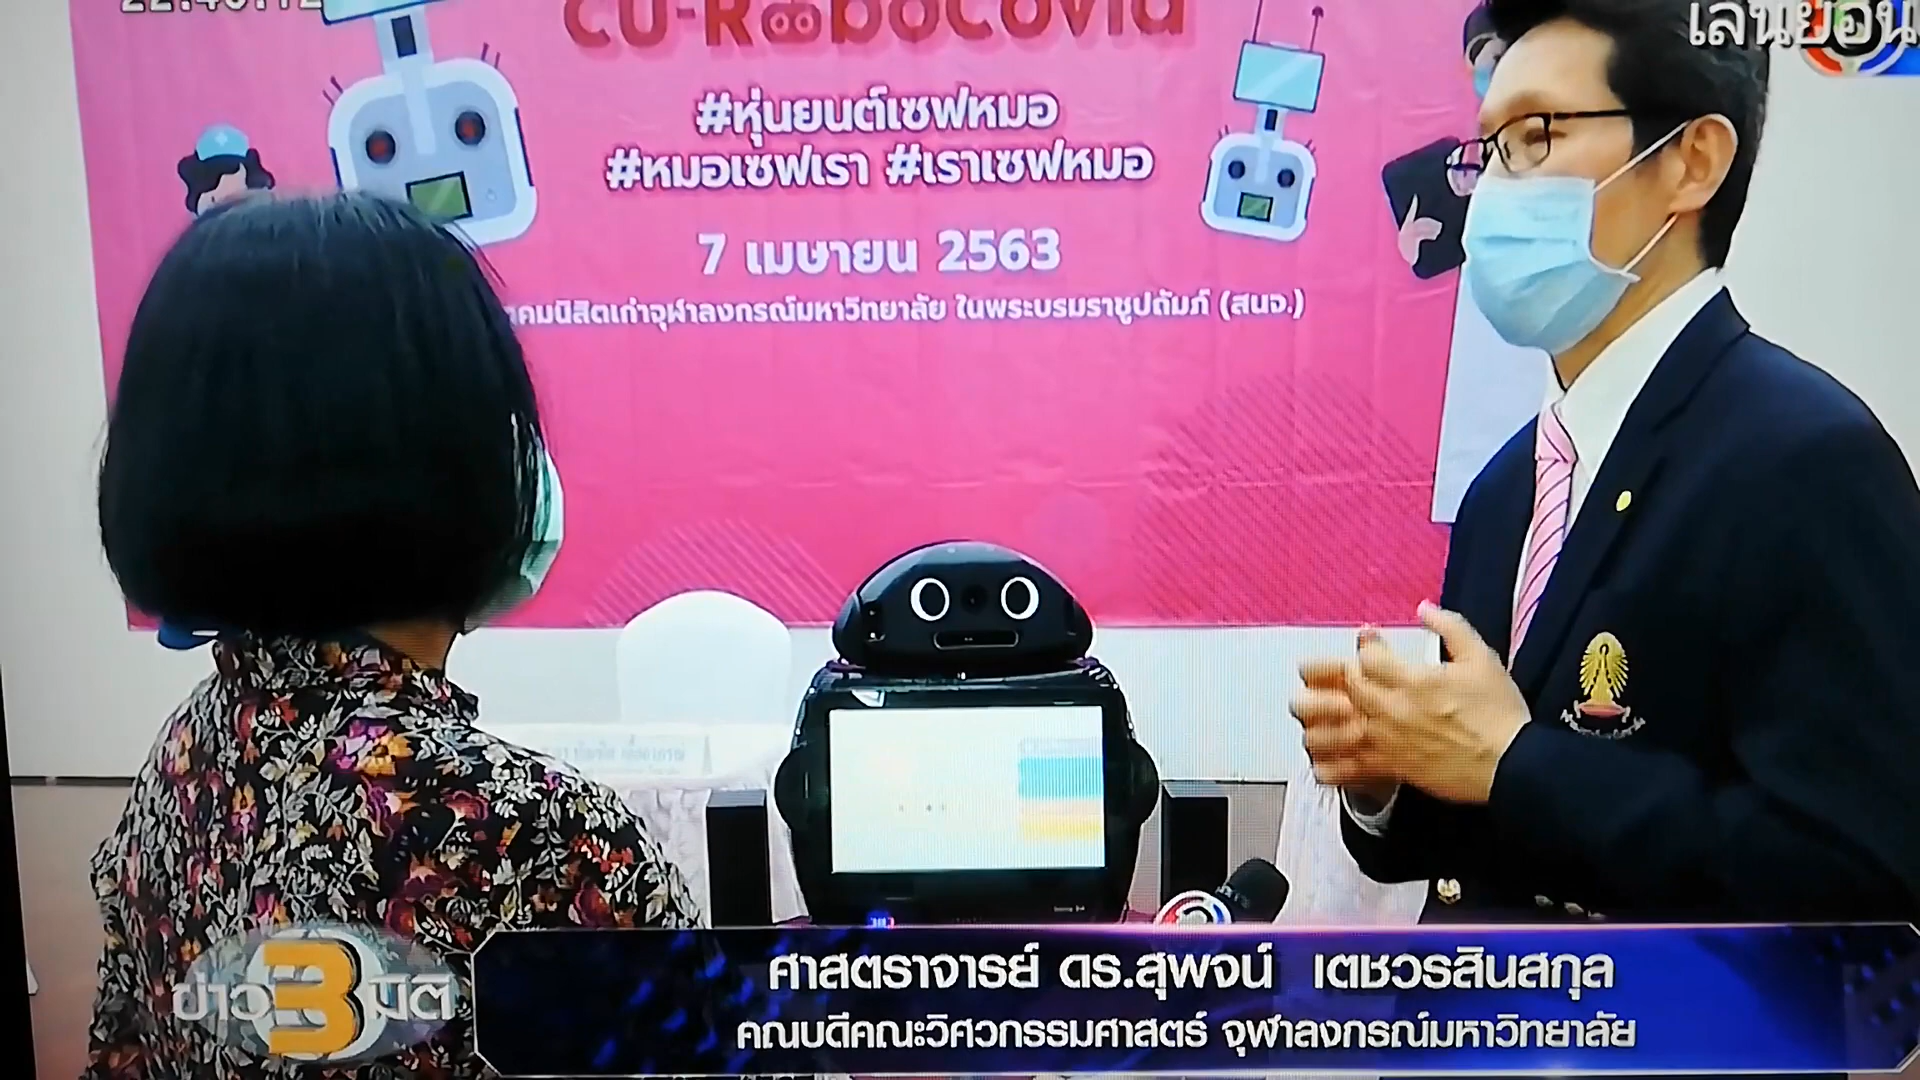 เล่นย้อน
CU-RoboCovid
#หุ่นยนต์เซฟหมอ
#หมอเซฟเรา #เราเซฟหมอ
7 เมษายน 2563
คมนิสิตเก่าจุฬาลงกรณ์มหาวิทยาลัย ในพระบรมราชูปถัมภ์ (สนจ.)
ข่าว 3 มิติ
ศาสตราจารย์ ดร.สุพจน์ เตชวรสินสกุล
คณบดีคณะวิศวกรรมศาสตร์ จุฬาลงกรณ์มหาวิทยาลัย